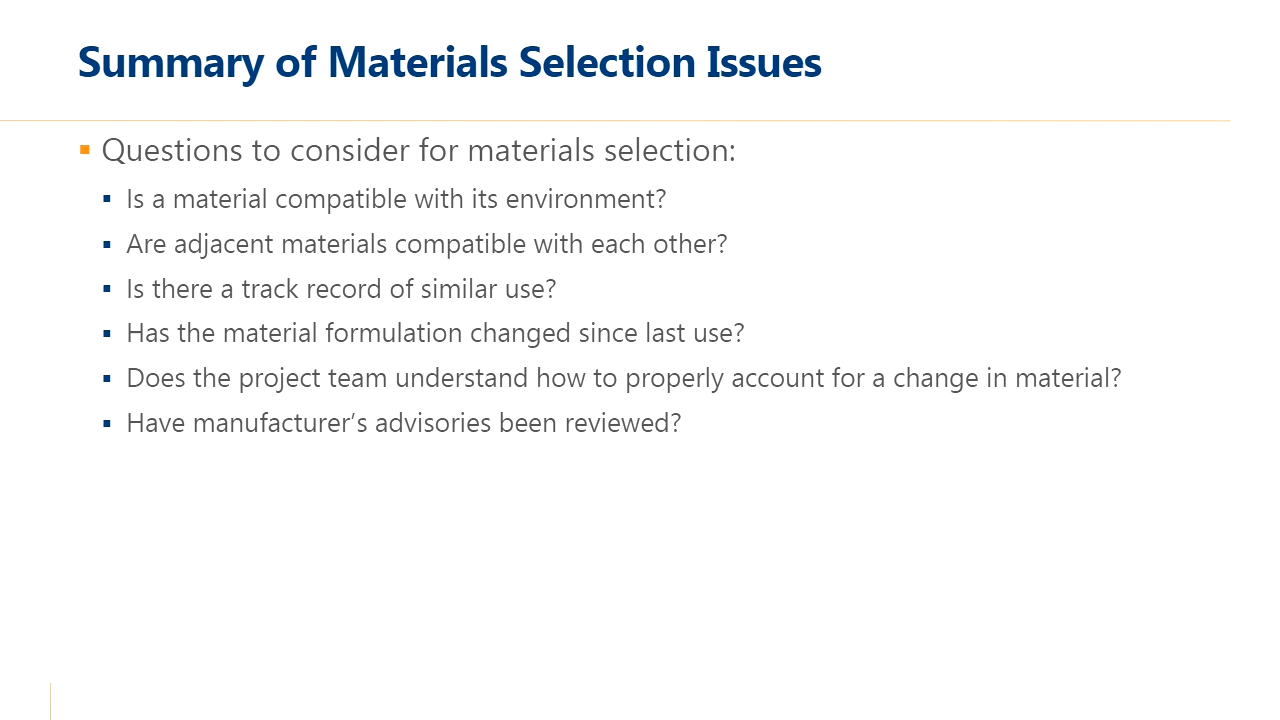 Summary of Materials Selection Issues
Questions to consider for materials selection:
Is a material compatible with its environment?
Are adjacent materials compatible with each other?
Is there a track record of similar use?
Has the material formulation changed since last use?
Does the project team understand how to properly account for a change in material?
Have manufacturer’s advisories been reviewed?